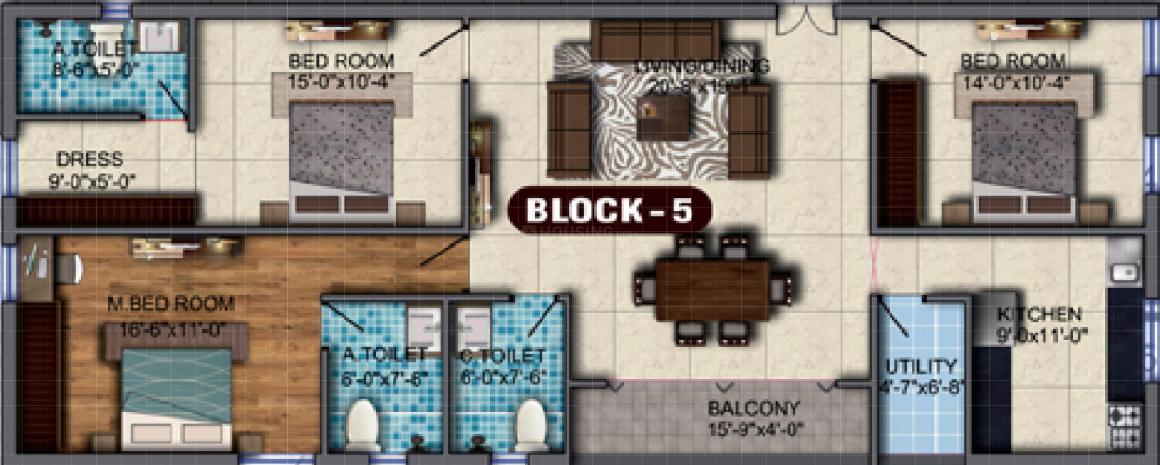 A.TOILET
8'-6"x5'-0"
BED ROOM
15'-0"x10'-4"
LIVING/DINING
BED ROOM
14'-0"x10'-4"
DRESS
9'-0"x5'-0"
BLOCK - 5
HOUSING
M.BED ROOM
16'-6"x11'-0"
A.TOILET
6'-0"x7'-6"
C.TOILET
6'-0"x7'-6"
BALCONY
15'-9"x4'-0"
UTILITY
4'-7"x6'-8"
KITCHEN
9'-0x11'-0"